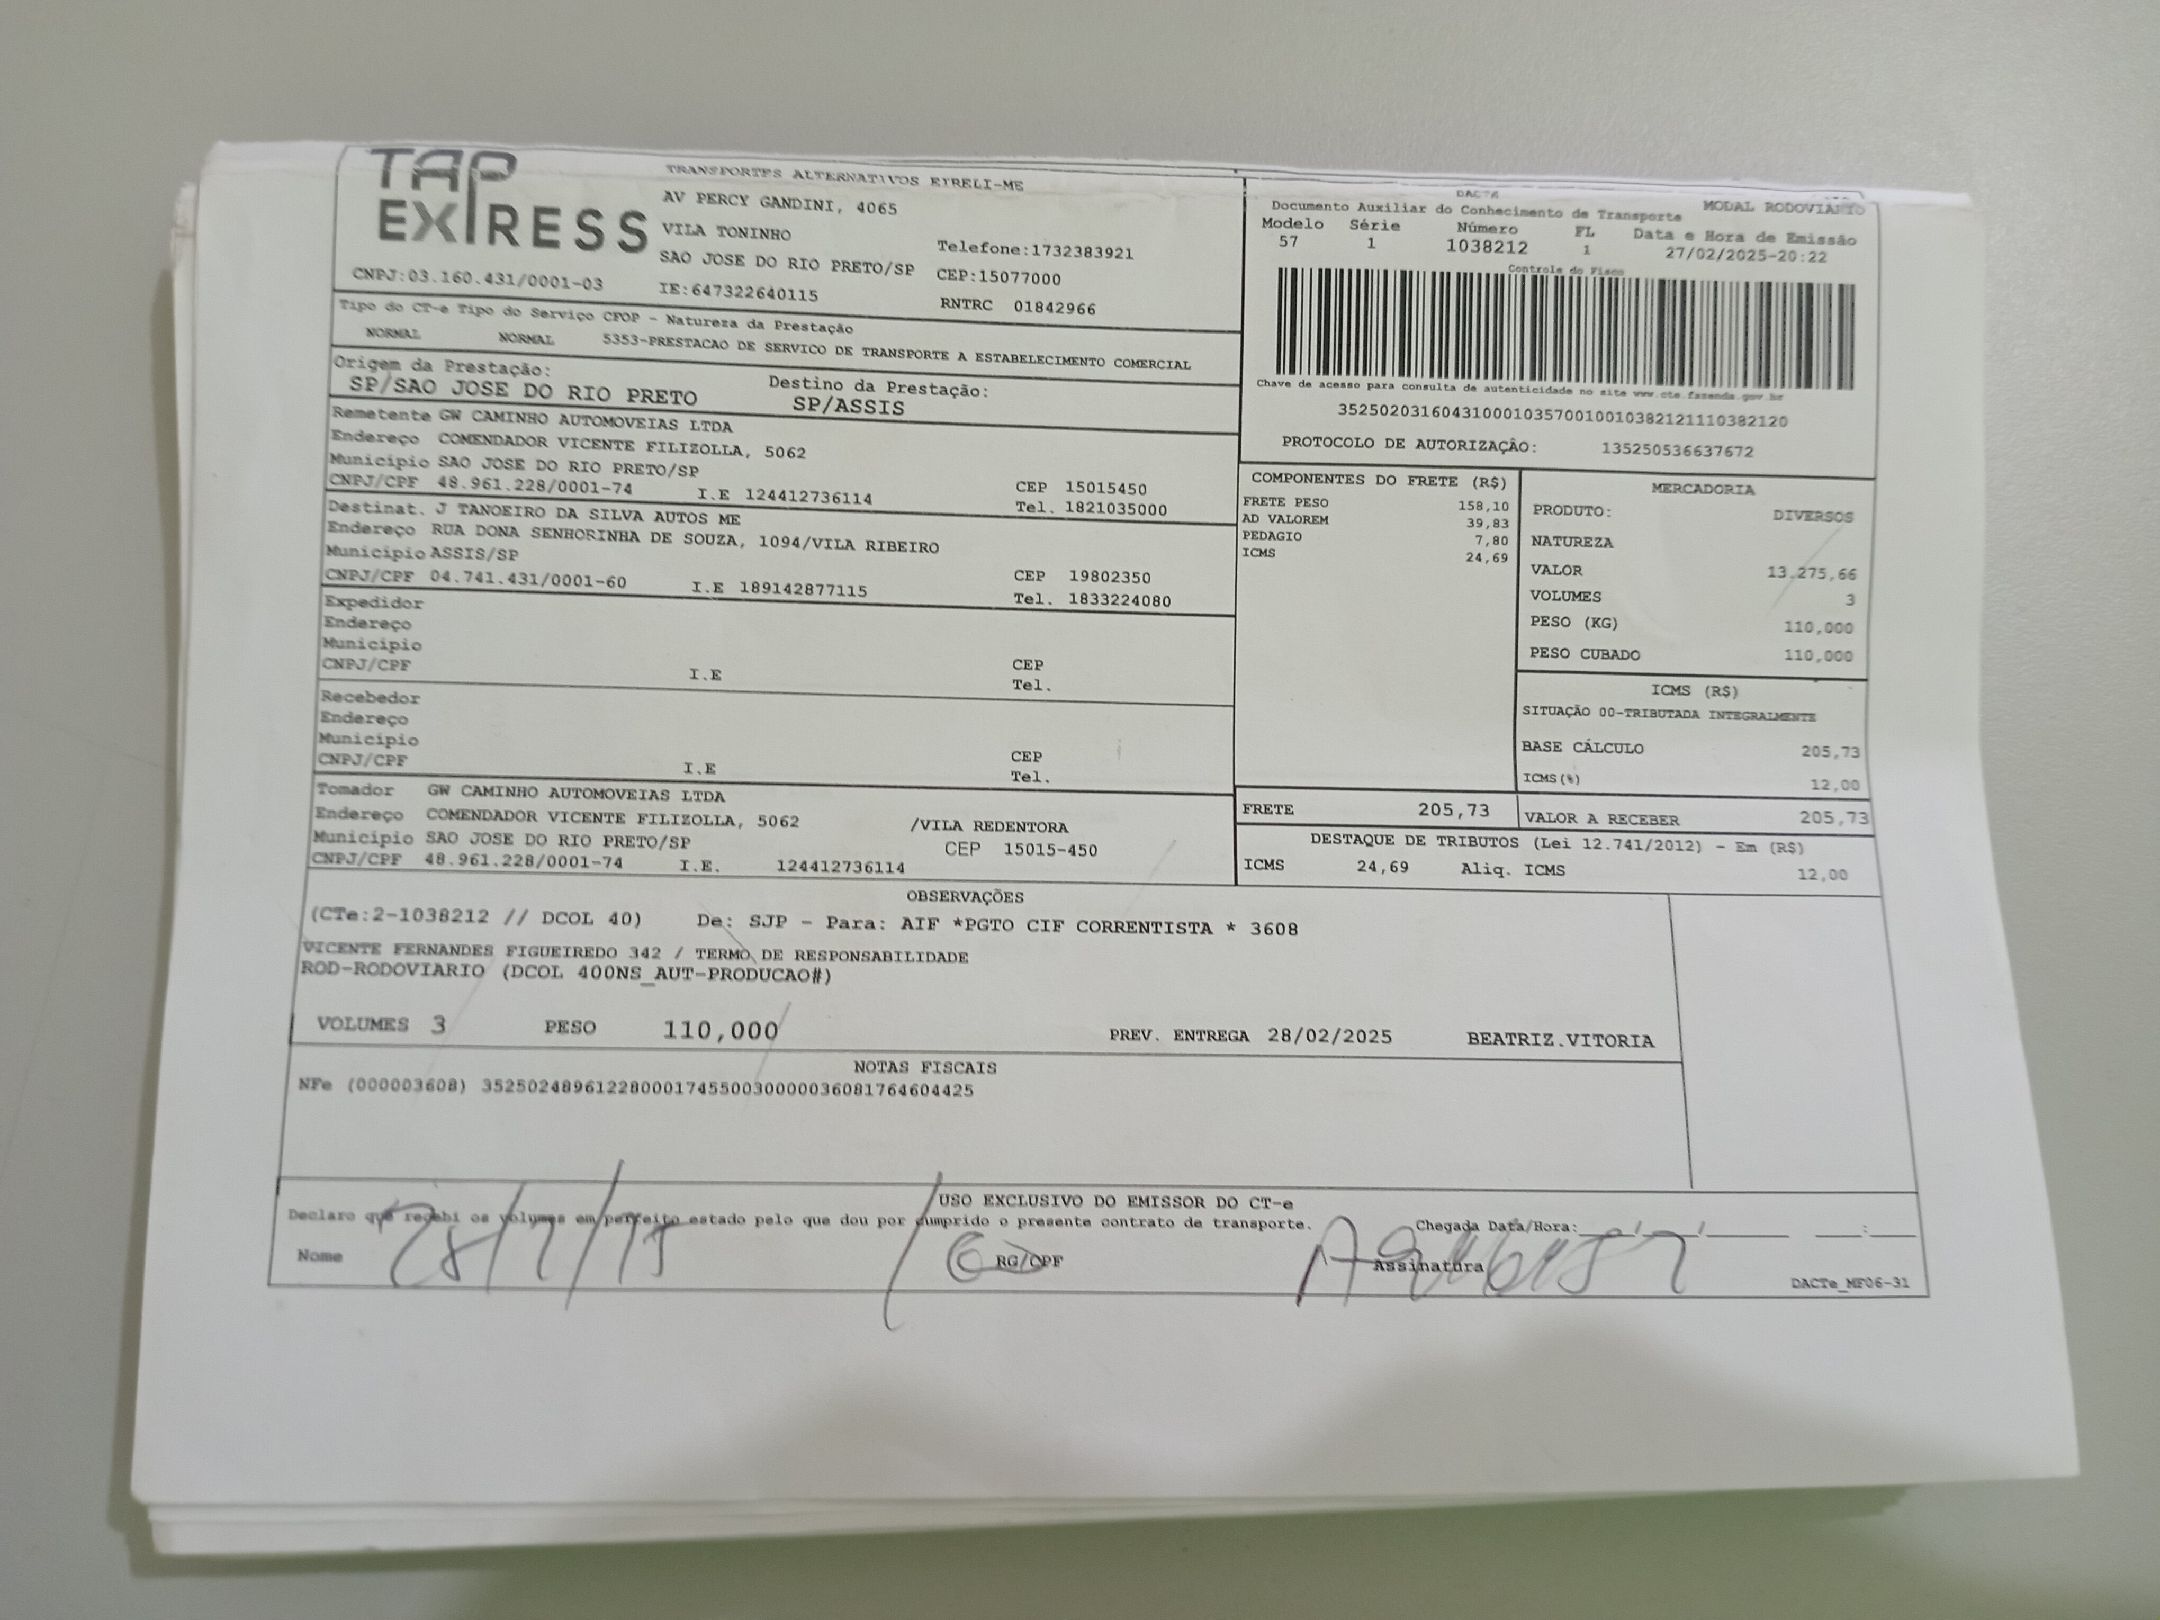 TAP EXPRESS
TRANSPORTES ALTERNATIVOS EIRELI-ME
AV PERCY GANDINI, 4065
VILA TONINHO
SAO JOSE DO RIO PRETO/SP
Telefone:1732383921
CEP:15077000
CNPJ:03.160.431/0001-03
IE:647322640115
RNTRC 01842966
DACTE
Documento Auxiliar do Conhecimento de Transporte
MODAL RODOVIARIO
Modelo Série Número FL Data e Hora de Emissão
57 1 1038212 1 27/02/2025-20:22
Controle do Fisco
Chave de acesso para consulta de autenticidade no site www.cte.fazenda.gov.br
35250203160431000103570010010382121110382120
PROTOCOLO DE AUTORIZAÇÂO: 135250536637672
Tipo do CT-e Tipo do Serviço CFOP - Natureza da Prestação
NORMAL NORMAL 5353-PRESTACAO DE SERVICO DE TRANSPORTE A ESTABELECIMENTO COMERCIAL
Origem da Prestação: Destino da Prestação:
SP/SAO JOSE DO RIO PRETO SP/ASSIS
Remetente GW CAMINHO AUTOMOVEIAS LTDA
Endereço COMENDADOR VICENTE FILIZOLLA, 5062
Município SAO JOSE DO RIO PRETO/SP CEP 15015450
CNPJ/CPF 48.961.228/0001-74 I.E 124412736114 Tel. 1821035000
Destinat. J TANOEIRO DA SILVA AUTOS ME
Endereço RUA DONA SENHORINHA DE SOUZA, 1094/VILA RIBEIRO
Município ASSIS/SP CEP 19802350
CNPJ/CPF 04.741.431/0001-60 I.E 189142877115 Tel. 1833224080
Expedidor
Endereço
Município
CNPJ/CPF I.E CEP
Tel.
Recebedor
Endereço
Município
CNPJ/CPF I.E CEP
Tel.
Tomador GW CAMINHO AUTOMOVEIAS LTDA
Endereço COMENDADOR VICENTE FILIZOLLA, 5062 /VILA REDENTORA
Município SAO JOSE DO RIO PRETO/SP CEP 15015-450
CNPJ/CPF 48.961.228/0001-74 I.E. 124412736114
COMPONENTES DO FRETE (R$)
FRETE PESO 158,10
AD VALOREM 39,83
PEDAGIO 7,80
ICMS 24,69
MERCADORIA
PRODUTO: DIVERSOS
NATUREZA
VALOR 13.275,66
VOLUMES 3
PESO (KG) 110,000
PESO CUBADO 110,000
ICMS (R$)
SITUAÇÃO 00-TRIBUTADA INTEGRALMENTE
BASE CÁLCULO 205,73
ICMS(%) 12,00
FRETE 205,73 VALOR A RECEBER 205,73
DESTAQUE DE TRIBUTOS (Lei 12.741/2012) - Em (R$)
ICMS 24,69 Aliq. ICMS 12,00
OBSERVAÇÕES
(CTe:2-1038212 // DCOL 40) De: SJP - Para: AIF *PGTO CIF CORRENTISTA * 3608
VICENTE FERNANDES FIGUEIREDO 342 / TERMO DE RESPONSABILIDADE
ROD-RODOVIARIO (DCOL 400NS_AUT-PRODUCAO#)
VOLUMES 3 PESO 110,000 PREV. ENTREGA 28/02/2025 BEATRIZ.VITORIA
NOTAS FISCAIS
NFe (000003608) 35250248961228000174550030000036081764604425
USO EXCLUSIVO DO EMISSOR DO CT-e
Declaro que recebi os volumes em perfeito estado pelo que dou por cumprido o presente contrato de transporte. Chegada Data/Hora:__/__/____ __:__
Nome RG/CPF Assinatura
DACTe_MF06-31